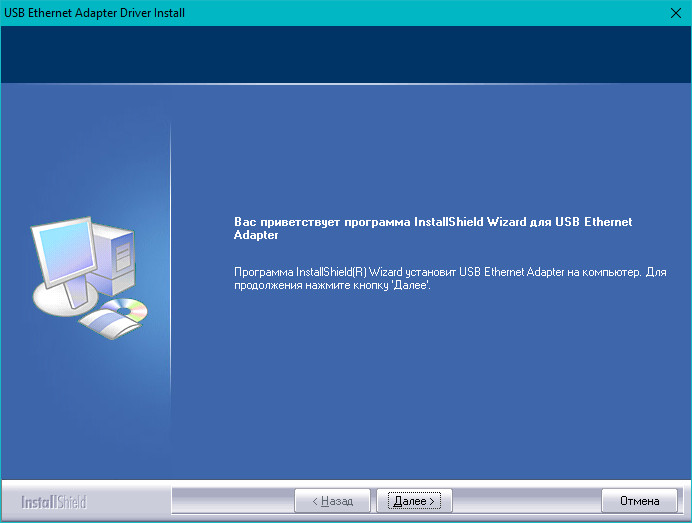 USB Ethernet Adapter Driver Install
Вас приветствует программа InstallShield Wizard для USB Ethernet
Adapter
Программа InstallShield(R) Wizard установит USB Ethernet Adapter на компьютер. Для
продолжения нажмите кнопку 'Далее'.
InstallShield
< Назад
Далее >
Отмена